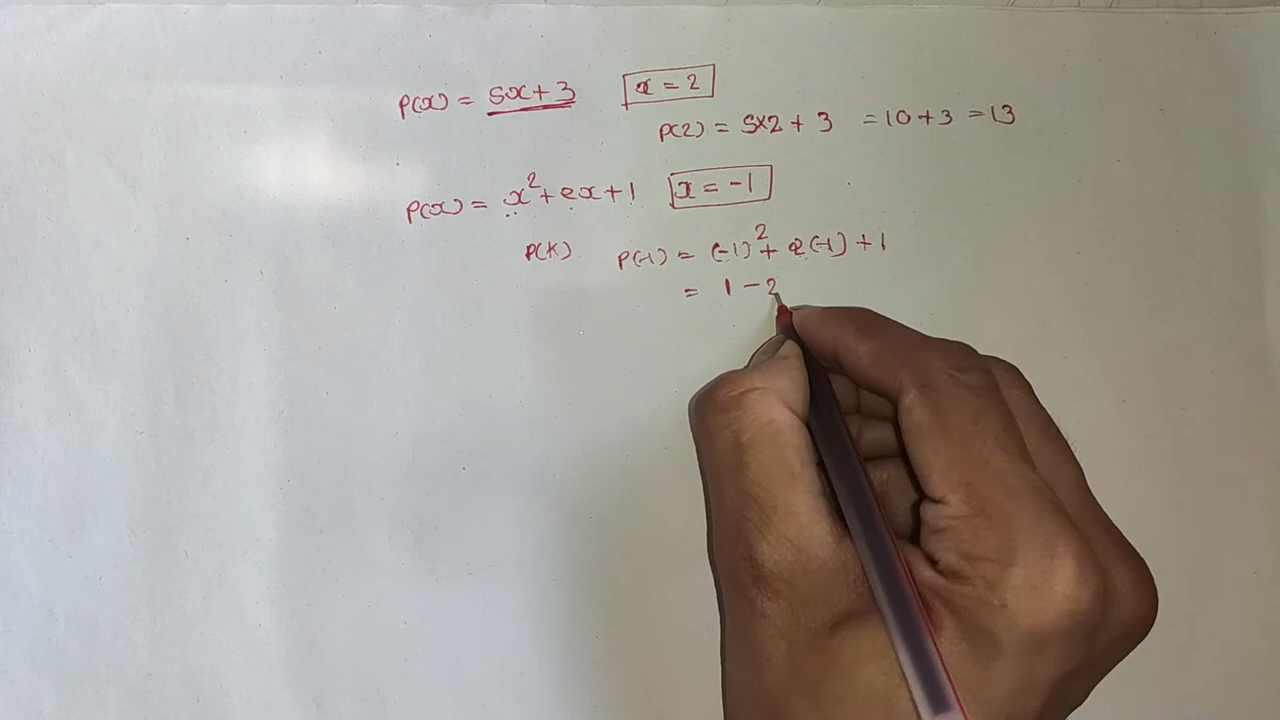 P(x) = 5x + 3 x = 2
P(2) = 5×2 + 3 = 10 + 3 = 13
P(x) = x² + 2x + 1 x = -1
P(K) P(-1) = (-1)² + 2(-1) + 1
= 1 - 2